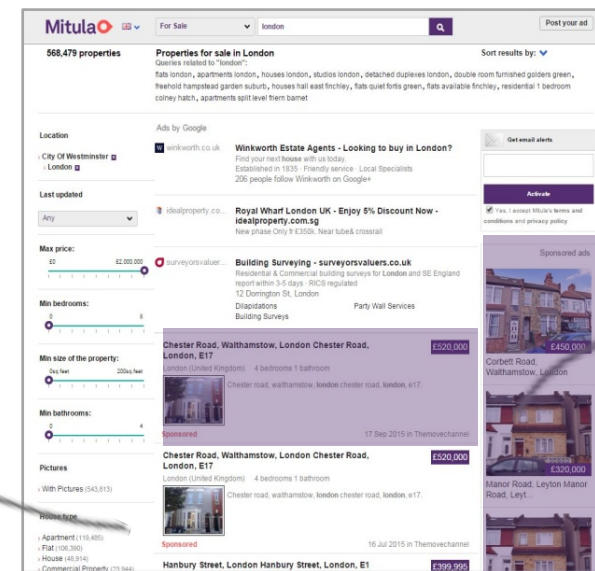 Mitula
For Sale
london
Post your ad
568,479 properties
Properties for sale in London
Queries related to "london":
flats london, apartments london, houses london, studios london, detached duplexes london, double room furnished golders green,
freehold hampstead garden suburb, houses hall east finchley, flats quiet fortis green, flats available finchley, residential 1 bedroom
colney hatch, apartments split level friern barnet
Sort results by:
Location
City Of Westminster
London
Last updated
Any
Max price:
£0 £2,000,000
Min bedrooms:
0 8
Min size of the property:
0sq.feet 200sq.feet
Min bathrooms:
0 4
Pictures
With Pictures (543,813)
House type
Apartment (119,485)
Flat (106,390)
House (48,914)
Commercial Property (23,944)
Ads by Google
winkworth.co.uk
Winkworth Estate Agents - Looking to buy in London?
Find your next house with us today.
Established in 1835 · Friendly service · Local Specialists
206 people follow Winkworth on Google+
idealproperty.co...
Royal Wharf London UK - Enjoy 5% Discount Now -
idealproperty.com.sg
New phase Only fr £350k. Near tube& crossrail
surveyorsvaluer...
Building Surveying - surveyorsvaluers.co.uk
Residential & Commercial building surveys for London and SE England
report within 3-5 days · RICS regulated
12 Dorrington St, London
Dilapidations Party Wall Services
Building Surveys
Chester Road, Walthamstow, London Chester Road,
London, E17
£520,000
London (United Kingdom) 4 bedrooms 1 bathroom
Chester road, walthamstow, london chester road, london, e17.
Sponsored
17 Sep 2015 in Themovechannel
Chester Road, Walthamstow, London Chester Road,
London, E17
£520,000
London (United Kingdom) 4 bedrooms 1 bathroom
Chester road, walthamstow, london chester road, london, e17.
Sponsored
16 Jul 2015 in Themovechannel
Hanbury Street, London Hanbury Street, London, E1
£399,995
Get email alerts
Activate
Yes, I accept Mitula's terms and
conditions and privacy policy
Sponsored ads
£450,000
Corbett Road,
Walthamstow, London
£320,000
Manor Road, Leyton Manor
Road, Leyt...